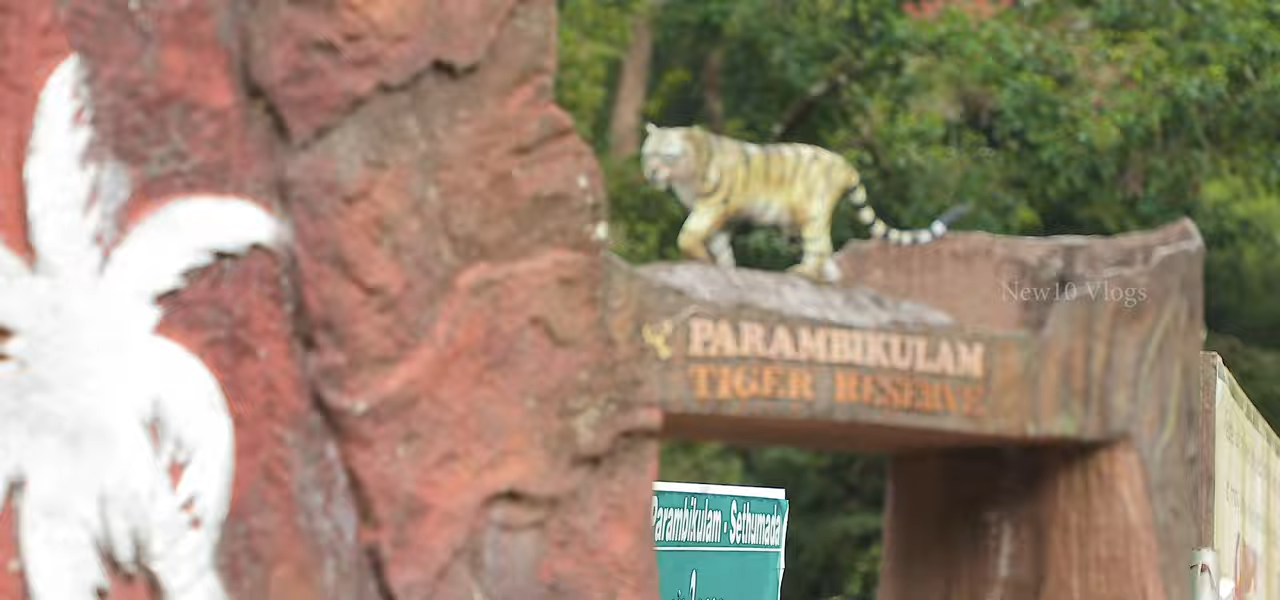 New10 Vlogs
PARAMBIKULAM
TIGER RESERVE
Parambikulam - Sethumada